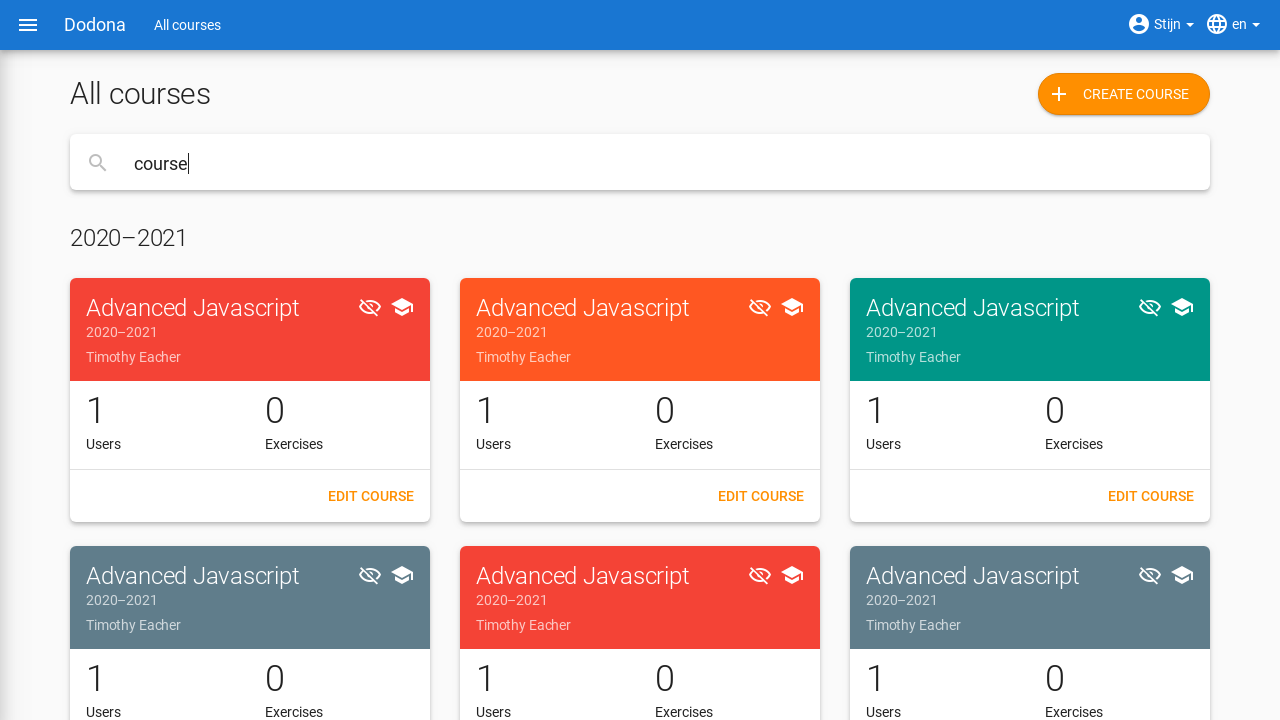 Dodona All courses Stijn en
All courses
CREATE COURSE
course
2020–2021
Advanced Javascript
2020–2021
Timothy Eacher
1 0
Users Exercises
EDIT COURSE
Advanced Javascript
2020–2021
Timothy Eacher
1 0
Users Exercises
EDIT COURSE
Advanced Javascript
2020–2021
Timothy Eacher
1 0
Users Exercises
EDIT COURSE
Advanced Javascript
2020–2021
Timothy Eacher
1 0
Users Exercises
Advanced Javascript
2020–2021
Timothy Eacher
1 0
Users Exercises
Advanced Javascript
2020–2021
Timothy Eacher
1 0
Users Exercises